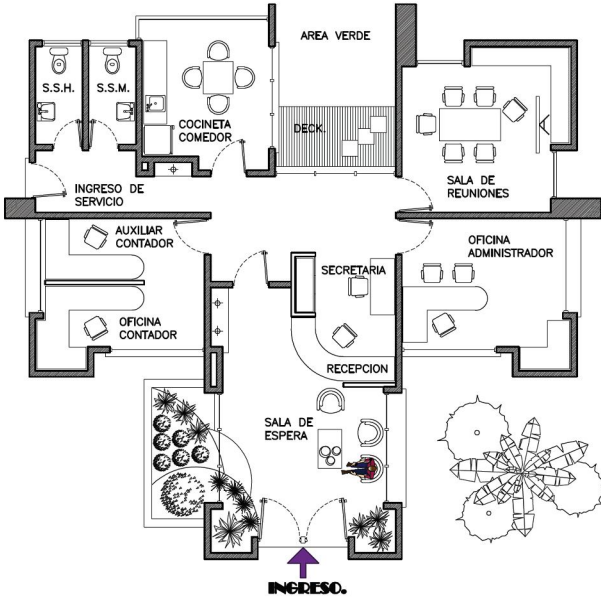 AREA VERDE
S.S.H.
S.S.M.
COCINETA
COMEDOR
DECK.
SALA DE
REUNIONES
INGRESO DE
SERVICIO
AUXILIAR
CONTADOR
OFICINA
ADMINISTRADOR
SECRETARIA
OFICINA
CONTADOR
RECEPCION
SALA DE
ESPERA
INGRESO.